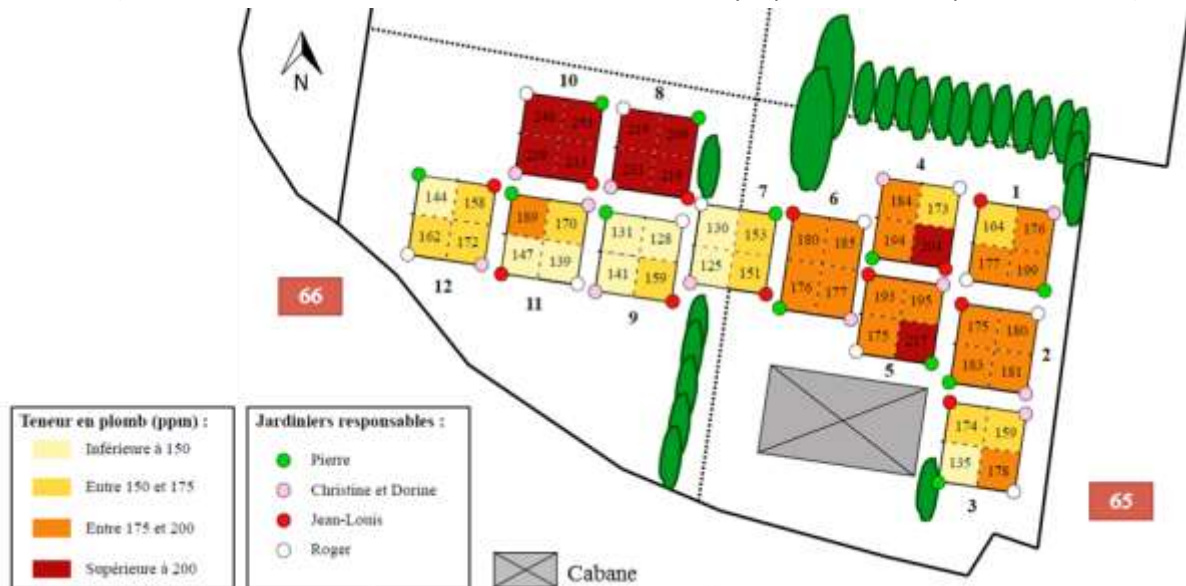 10
8
4
1
N
7
6
144 158
162 172
189 170
147 139
131 128
141 159
130 153
125 151
180 185
176 177
184 173
194
164 176
177 199
195
175
175 180
183 181
174 159
135 178
66
12
11
9
5
2
3
65
Teneur en plomb (ppm) :
Inférieure à 150
Entre 150 et 175
Entre 175 et 200
Supérieure à 200
Jardiniers responsables :
Pierre
Christine et Dorine
Jean-Louis
Roger
Cabane